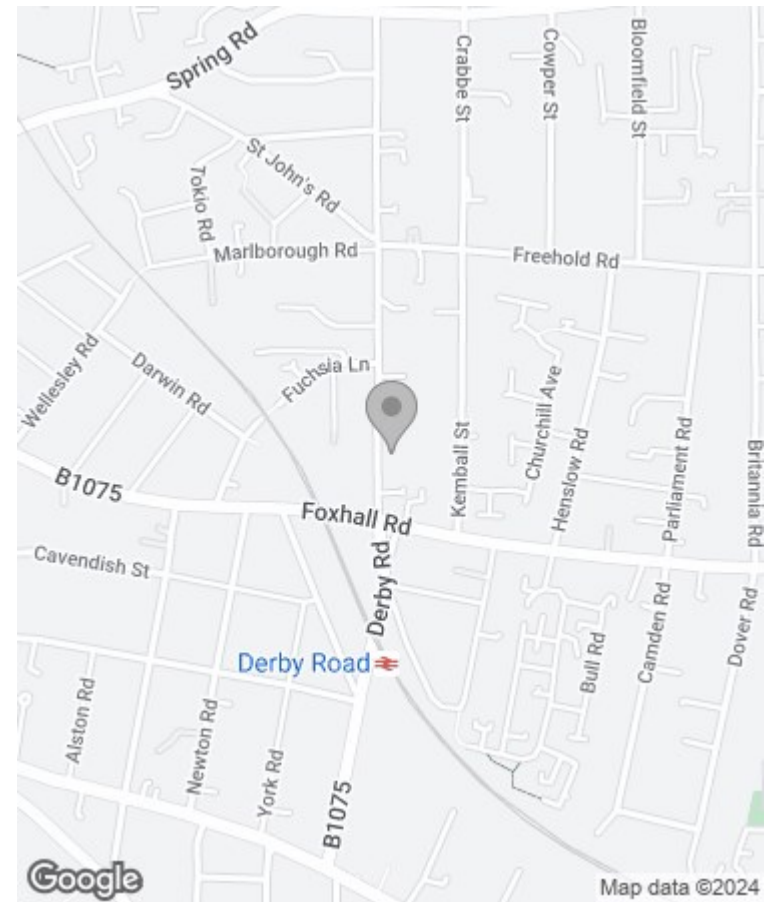 Spring Rd
Crabbe St
Cowper St
Bloomfield St
St John's Rd
Tokio Rd
Marlborough Rd
Freehold Rd
Fuchsia Ln
Wellesley Rd
Darwin Rd
Churchill Ave
Kemball St
Henslow Rd
Parliament Rd
Britannia Rd
B1075
Foxhall Rd
Cavendish St
Derby Rd
Derby Road
Bull Rd
Camden Rd
Dover Rd
Alston Rd
Newton Rd
York Rd
B1075
Google
Map data ©2024